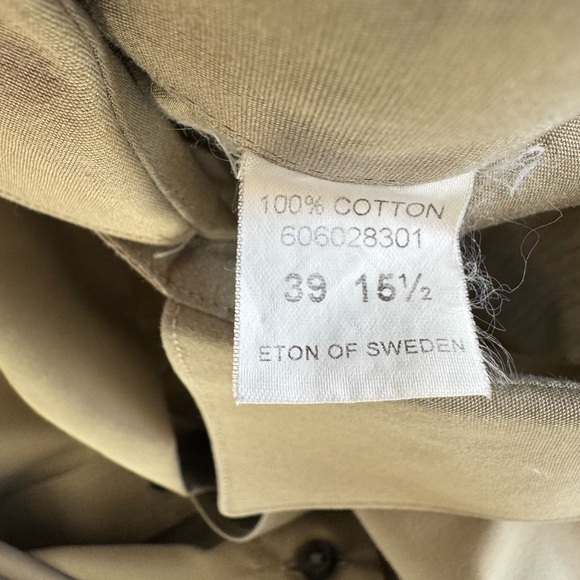 100% COTTON
606028301
39 15½
ETON OF SWEDEN